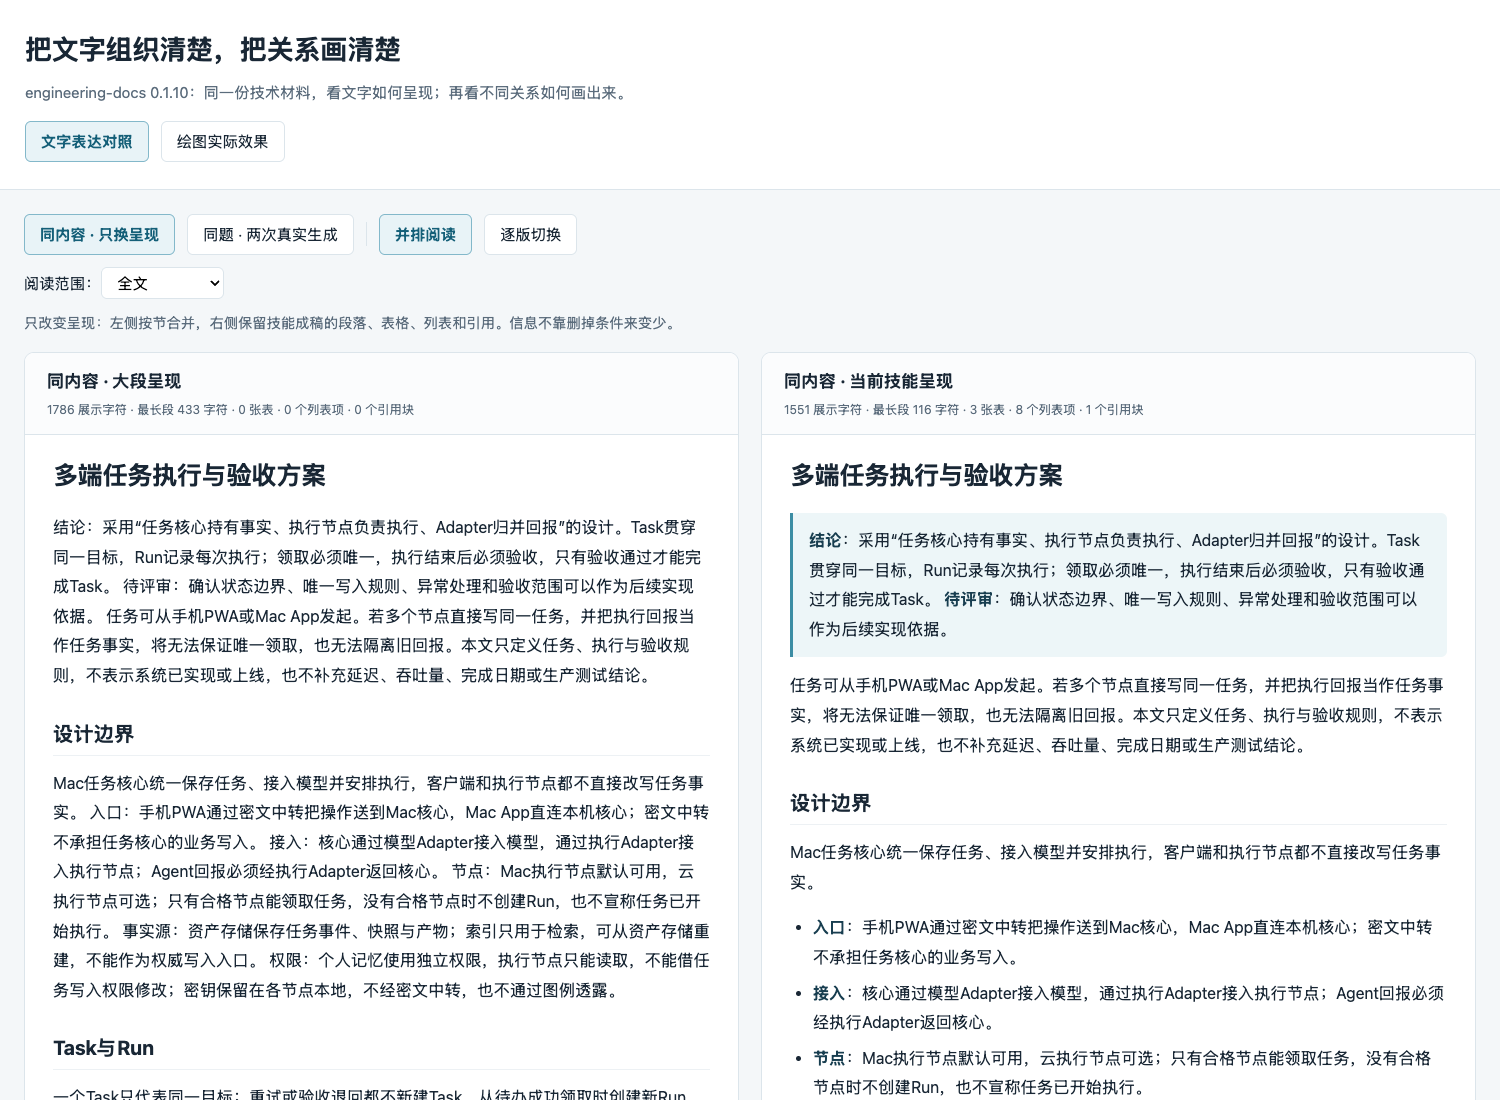 把文字组织清楚，把关系画清楚
engineering-docs 0.1.10：同一份技术材料，看文字如何呈现；再看不同关系如何画出来。
文字表达对照
绘图实际效果
同内容 · 只换呈现
同题 · 两次真实生成
并排阅读
逐版切换
阅读范围：
全文
只改变呈现：左侧按节合并，右侧保留技能成稿的段落、表格、列表和引用。信息不靠删掉条件来变少。
同内容 · 大段呈现
1786 展示字符 · 最长段 433 字符 · 0 张表 · 0 个列表项 · 0 个引用块
多端任务执行与验收方案
结论：采用“任务核心持有事实、执行节点负责执行、Adapter归并回报”的设计。Task贯穿
同一目标，Run记录每次执行；领取必须唯一，执行结束后必须验收，只有验收通过才能完
成Task。 待评审：确认状态边界、唯一写入规则、异常处理和验收范围可以作为后续实现
依据。 任务可从手机PWA或Mac App发起。若多个节点直接写同一任务，并把执行回报当
作任务事实，将无法保证唯一领取，也无法隔离旧回报。本文只定义任务、执行与验收规
则，不表示系统已实现或上线，也不补充延迟、吞吐量、完成日期或生产测试结论。
设计边界
Mac任务核心统一保存任务、接入模型并安排执行，客户端和执行节点都不直接改写任务事
实。 入口：手机PWA通过密文中转把操作送到Mac核心，Mac App直连本机核心；密文中转
不承担任务核心的业务写入。 接入：核心通过模型Adapter接入模型，通过执行Adapter接
入执行节点；Agent回报必须经执行Adapter返回核心。 节点：Mac执行节点默认可用，云
执行节点可选；只有合格节点能领取任务，没有合格节点时不创建Run，也不宣称任务已开
始执行。 事实源：资产存储保存任务事件、快照与产物；索引只用于检索，可从资产存储重
建，不能作为权威写入入口。 权限：个人记忆使用独立权限，执行节点只能读取，不能借任
务写入权限修改；密钥保留在各节点本地，不经密文中转，也不通过图例透露。
Task与Run
一个Task只代表同一目标；重试或验收退回都不新建Task。从待办成功领取时创建新Run，
同内容 · 当前技能呈现
1551 展示字符 · 最长段 116 字符 · 3 张表 · 8 个列表项 · 1 个引用块
多端任务执行与验收方案
结论：采用“任务核心持有事实、执行节点负责执行、Adapter归并回报”的设计。Task
贯穿同一目标，Run记录每次执行；领取必须唯一，执行结束后必须验收，只有验收通
过才能完成Task。 待评审：确认状态边界、唯一写入规则、异常处理和验收范围可以
作为后续实现依据。
任务可从手机PWA或Mac App发起。若多个节点直接写同一任务，并把执行回报当作任务事
实，将无法保证唯一领取，也无法隔离旧回报。本文只定义任务、执行与验收规则，不表示
系统已实现或上线，也不补充延迟、吞吐量、完成日期或生产测试结论。
设计边界
Mac任务核心统一保存任务、接入模型并安排执行，客户端和执行节点都不直接改写任务事
实。
• 入口：手机PWA通过密文中转把操作送到Mac核心，Mac App直连本机核心；密文中转
不承担任务核心的业务写入。
• 接入：核心通过模型Adapter接入模型，通过执行Adapter接入执行节点；Agent回报必须
经执行Adapter返回核心。
• 节点：Mac执行节点默认可用，云执行节点可选；只有合格节点能领取任务，没有合格
节点时不创建Run，也不宣称任务已开始执行。